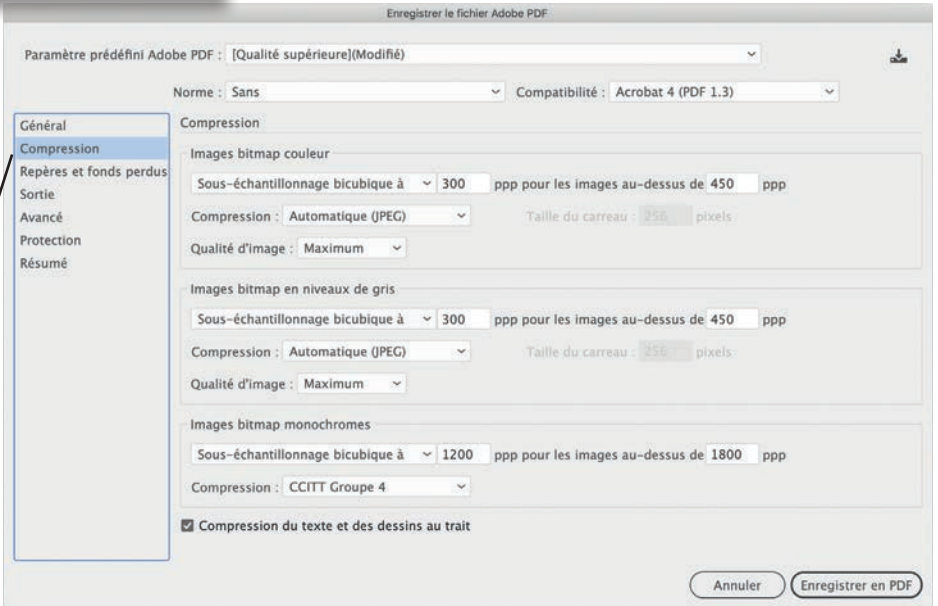 Enregistrer le fichier Adobe PDF
Paramètre prédéfini Adobe PDF : [Qualité supérieure](Modifié)
Norme : Sans Compatibilité : Acrobat 4 (PDF 1.3)
Général
Compression
Repères et fonds perdus
Sortie
Avancé
Protection
Résumé
Compression
Images bitmap couleur
Sous-échantillonnage bicubique à 300 ppp pour les images au-dessus de 450 ppp
Compression : Automatique (JPEG) Taille du carreau : 256 pixels
Qualité d'image : Maximum
Images bitmap en niveaux de gris
Sous-échantillonnage bicubique à 300 ppp pour les images au-dessus de 450 ppp
Compression : Automatique (JPEG) Taille du carreau : 256 pixels
Qualité d'image : Maximum
Images bitmap monochromes
Sous-échantillonnage bicubique à 1200 ppp pour les images au-dessus de 1800 ppp
Compression : CCITT Groupe 4
Compression du texte et des dessins au trait
Annuler Enregistrer en PDF